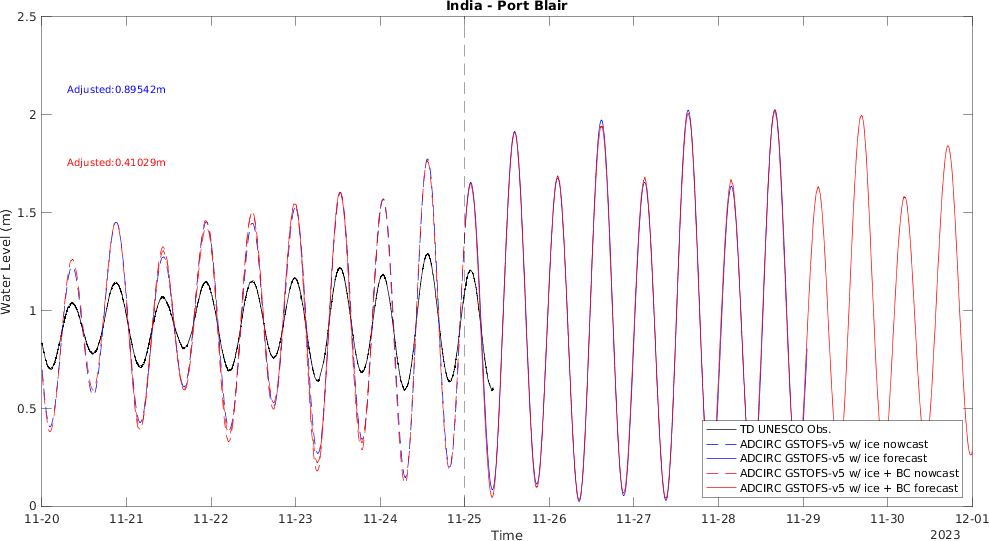 India - Port Blair
2.5
2
1.5
1
0.5
0
Water Level (m)
Adjusted:0.89542m
Adjusted:0.41029m
TD UNESCO Obs.
ADCIRC GSTOFS-v5 w/ ice nowcast
ADCIRC GSTOFS-v5 w/ ice forecast
ADCIRC GSTOFS-v5 w/ ice + BC nowcast
ADCIRC GSTOFS-v5 w/ ice + BC forecast
11-20 11-21 11-22 11-23 11-24 11-25 11-26 11-27 11-28 11-29 11-30 12-01
Time
2023